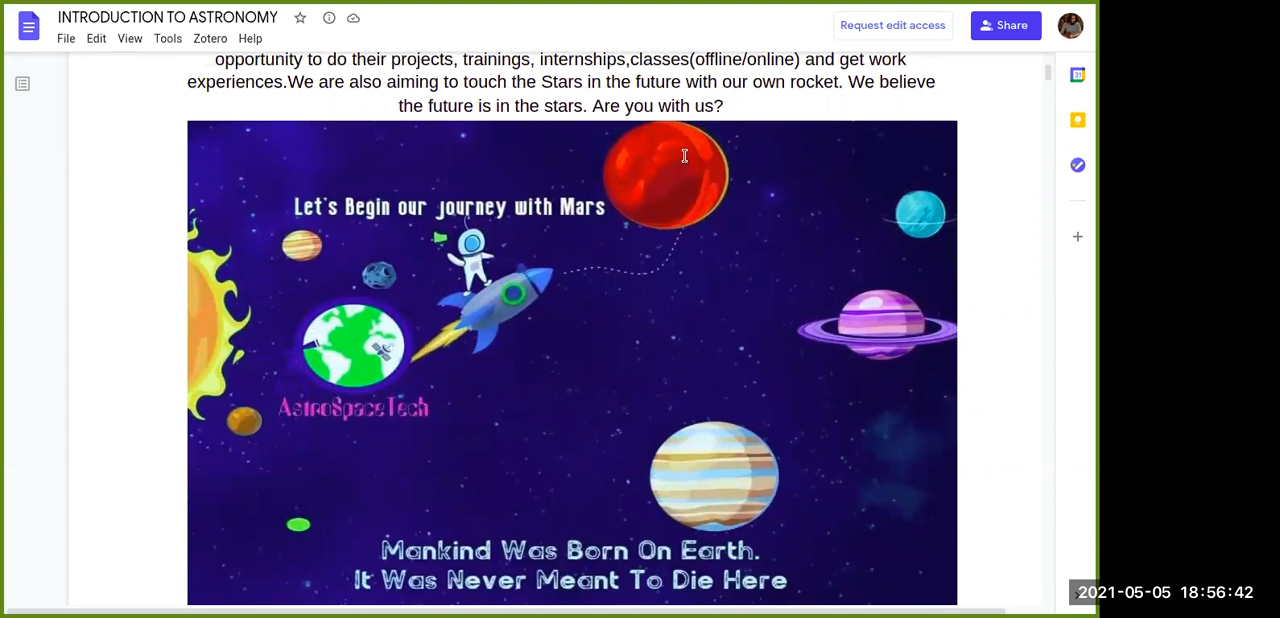 INTRODUCTION TO ASTRONOMY
File Edit View Tools Zotero Help
Request edit access
Share
opportunity to do their projects, trainings, internships,classes(offline/online) and get work
experiences.We are also aiming to touch the Stars in the future with our own rocket. We believe
the future is in the stars. Are you with us?
Let's Begin our journey with Mars
AstroSpaceTech
Mankind Was Born On Earth.
It Was Never Meant To Die Here
31
2021-05-05 18:56:42